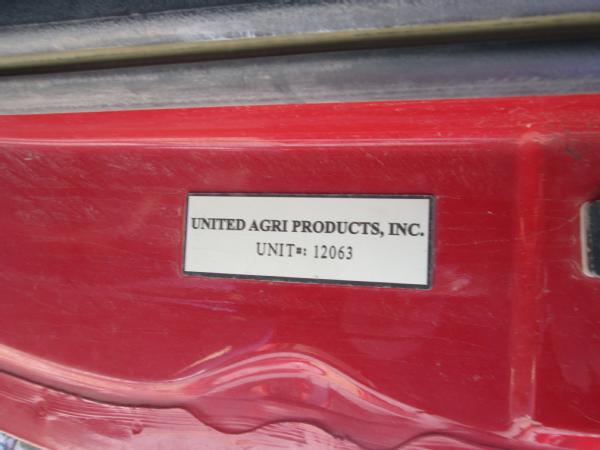 UNITED AGRI PRODUCTS, INC.
UNIT#: 12063